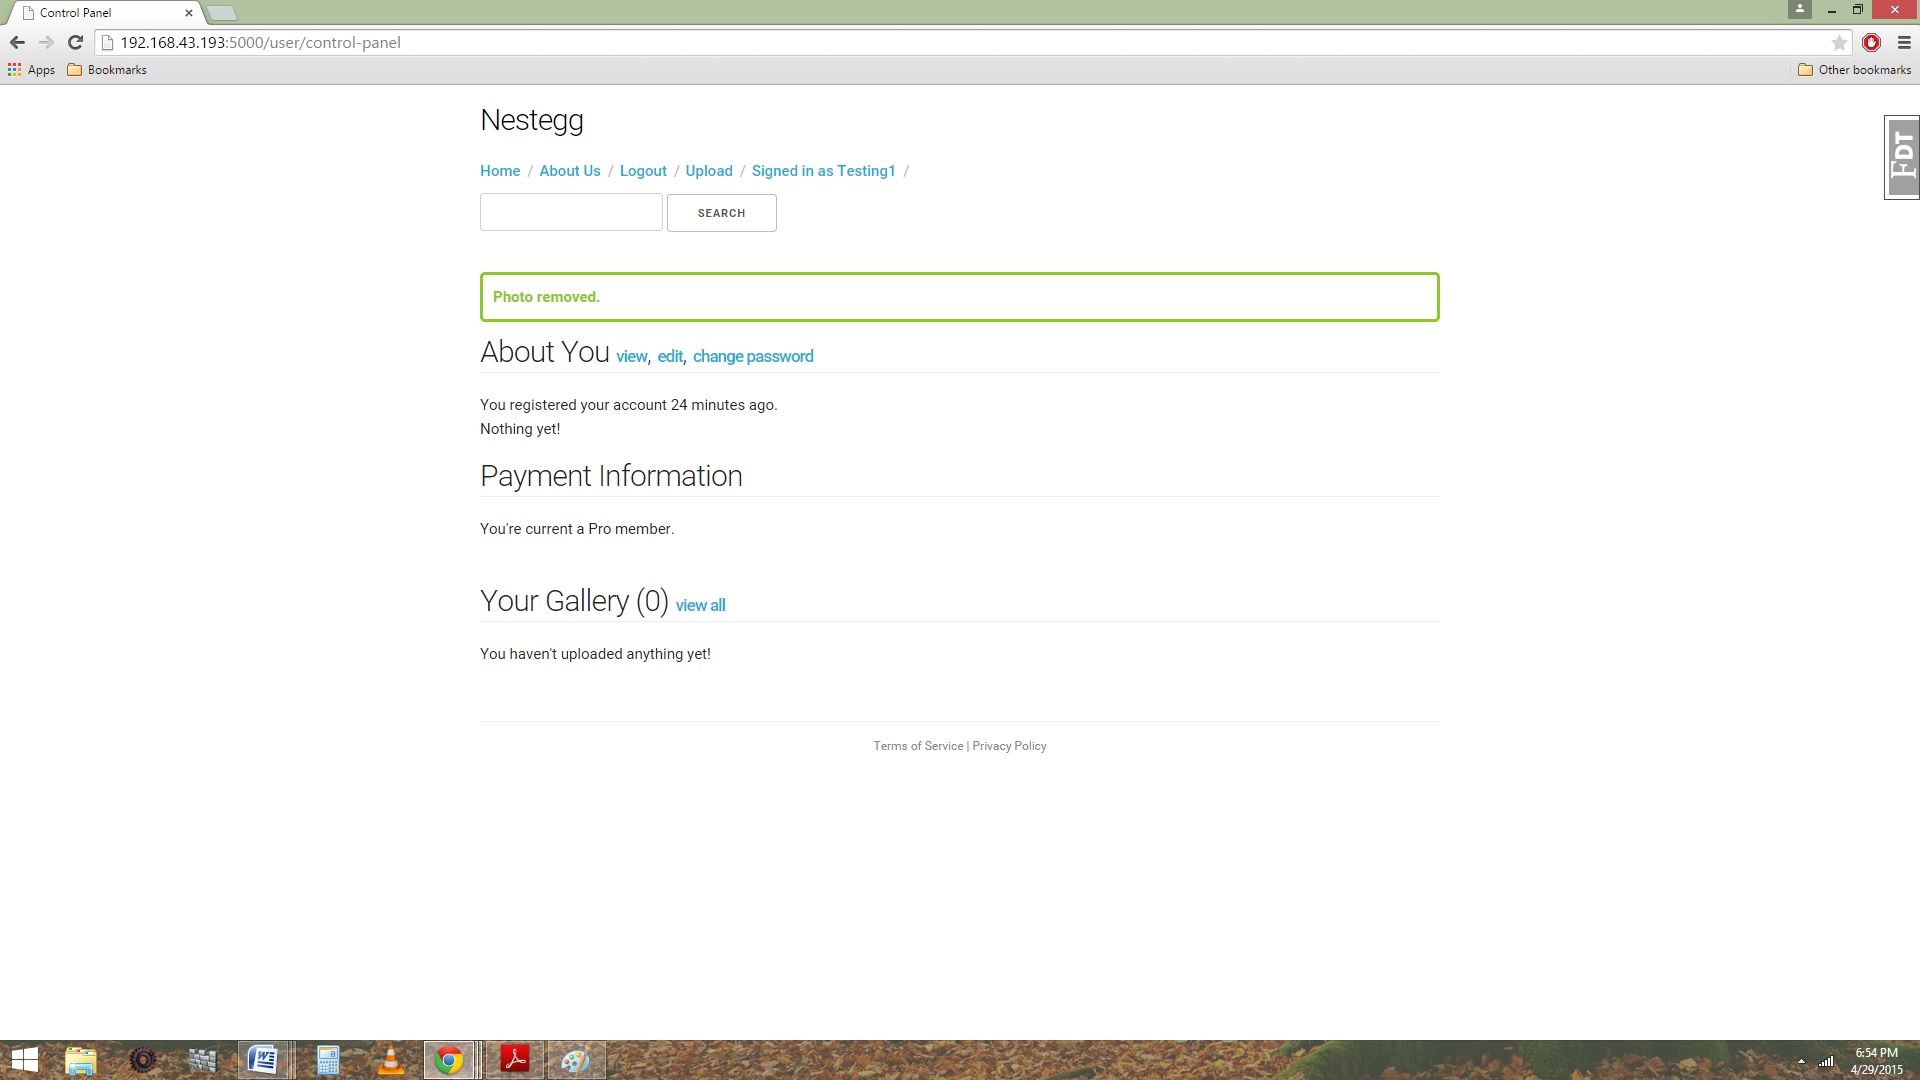 Control Panel
192.168.43.193:5000/user/control-panel
Apps Bookmarks Other bookmarks
Nestegg
FDT
Home / About Us / Logout / Upload / Signed in as Testing1 /
SEARCH
Photo removed.
About You view, edit, change password
You registered your account 24 minutes ago.
Nothing yet!
Payment Information
You're current a Pro member.
Your Gallery (0) view all
You haven't uploaded anything yet!
Terms of Service | Privacy Policy
6:54 PM
4/29/2015